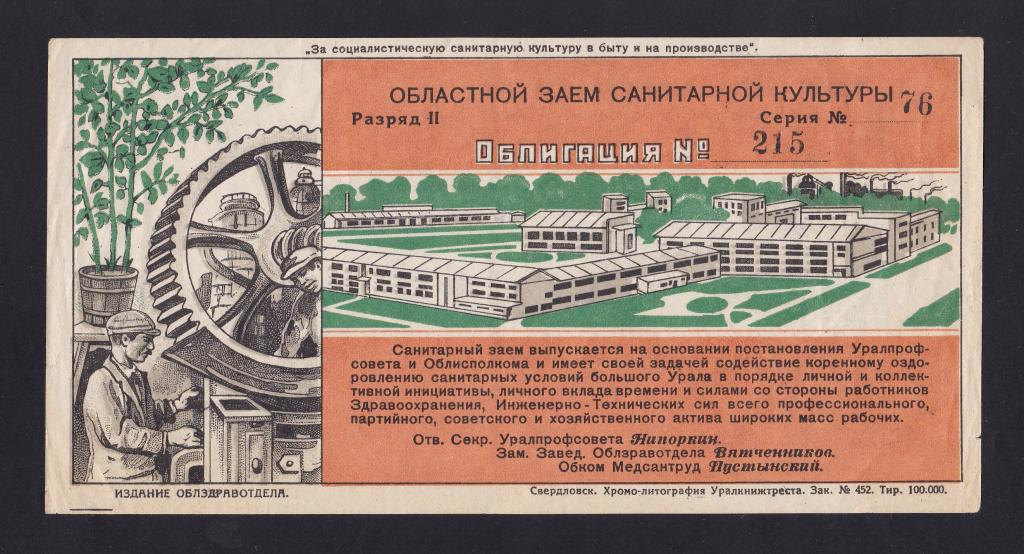 „За социалистическую санитарную культуру в быту и на производстве".
ОБЛАСТНОЙ ЗАЕМ САНИТАРНОЙ КУЛЬТУРЫ
Разряд II Серия № 76
ОБЛИГАЦИЯ № 215
Санитарный заем выпускается на основании постановления Уралпроф-
совета и Облисполкома и имеет своей задачей содействие коренному оздо-
ровлению санитарных условий большого Урала в порядке личной и коллек-
тивной инициативы, личного вклада времени и силами со стороны работников
Здравоохранения, Инженерно-Технических сил всего профессионального,
партийного, советского и хозяйственного актива широких масс рабочих.
Отв. Секр. Уралпрофсовета Нипоркин.
Зам. Завед. Облздравотдела Вятченников.
Обком Медсантруд Пустынский.
ИЗДАНИЕ ОБЛЗДРАВОТДЕЛА.
Свердловск. Хромо-литография Уралкнижтреста. Зак. № 452. Тир. 100.000.